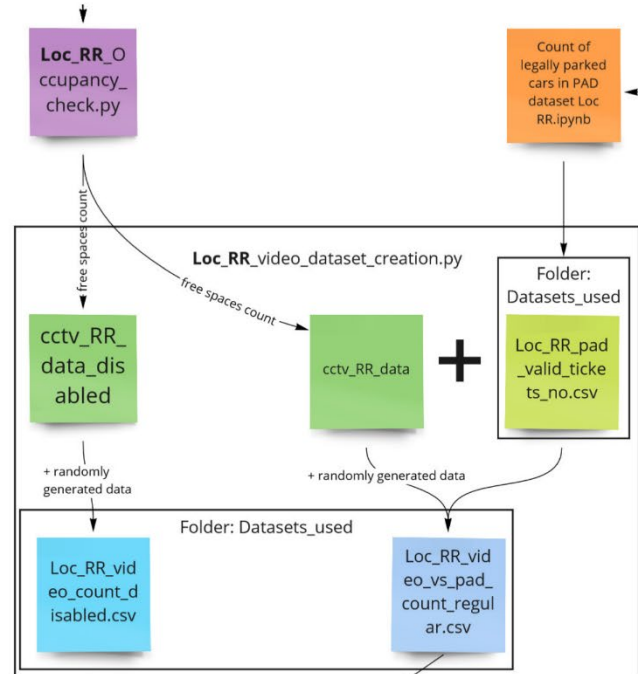 Loc_RR_O
ccupancy_
check.py
Count of
legally parked
cars in PAD
dataset Loc
RR.ipynb
free spaces count
Loc_RR_video_dataset_creation.py
free spaces count
Folder:
Datasets_used
cctv_RR_
data_dis
abled
cctv_RR_data
+
Loc_RR_pad
_valid_ticke
ts_no.csv
+ randomly
generated data
+ randomly generated data
Folder: Datasets_used
Loc_RR_vid
eo_count_d
isabled.csv
Loc_RR_vid
eo_vs_pad_
count_regul
ar.csv